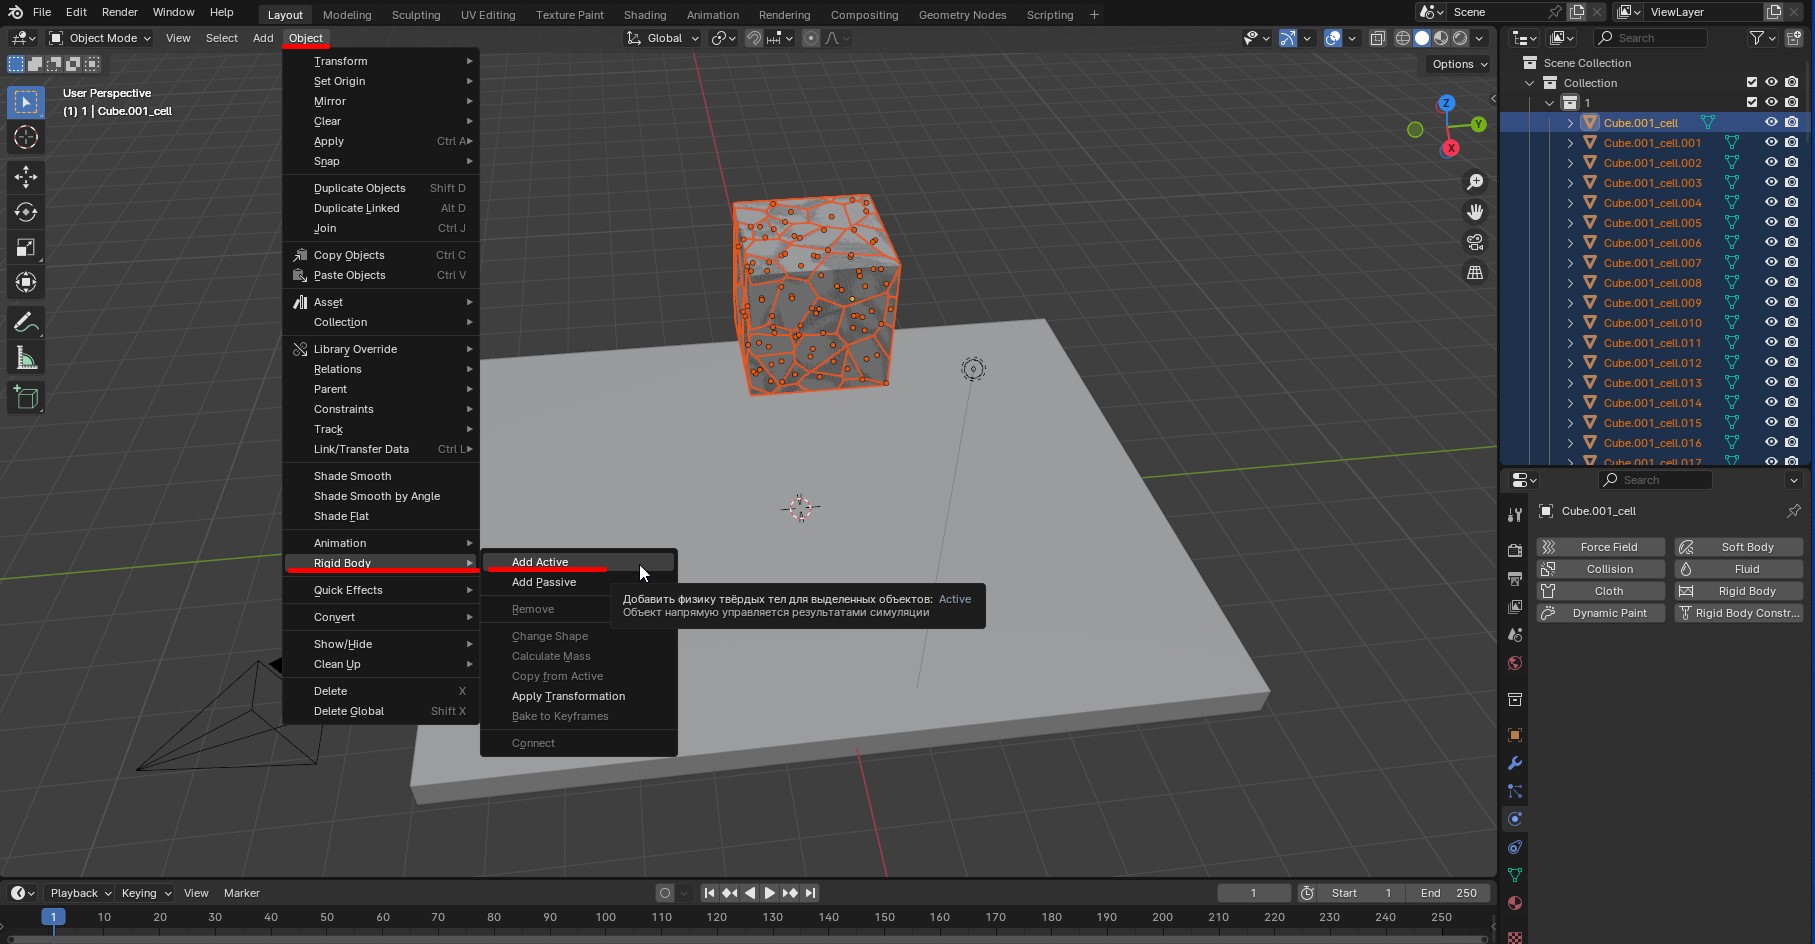 File Edit Render Window Help Layout Modeling Sculpting UV Editing Texture Paint Shading Animation Rendering Compositing Geometry Nodes Scripting + Scene ViewLayer
Object Mode View Select Add Object Global Search
Options
User Perspective
(1) 1 | Cube.001_cell
Transform
Set Origin
Mirror
Clear
Apply Ctrl A
Snap
Duplicate Objects Shift D
Duplicate Linked Alt D
Join Ctrl J
Copy Objects Ctrl C
Paste Objects Ctrl V
Asset
Collection
Library Override
Relations
Parent
Constraints
Track
Link/Transfer Data Ctrl L
Shade Smooth
Shade Smooth by Angle
Shade Flat
Animation
Rigid Body
Quick Effects
Convert
Show/Hide
Clean Up
Delete X
Delete Global Shift X
Add Active
Add Passive
Remove
Change Shape
Calculate Mass
Copy from Active
Apply Transformation
Bake to Keyframes
Connect
Добавить физику твёрдых тел для выделенных объектов: Active
Объект напрямую управляется результатами симуляции
Z
Y
X
Scene Collection
Collection
1
Cube.001_cell
Cube.001_cell.001
Cube.001_cell.002
Cube.001_cell.003
Cube.001_cell.004
Cube.001_cell.005
Cube.001_cell.006
Cube.001_cell.007
Cube.001_cell.008
Cube.001_cell.009
Cube.001_cell.010
Cube.001_cell.011
Cube.001_cell.012
Cube.001_cell.013
Cube.001_cell.014
Cube.001_cell.015
Cube.001_cell.016
Cube.001_cell.017
Search
Cube.001_cell
Force Field Soft Body
Collision Fluid
Cloth Rigid Body
Dynamic Paint Rigid Body Constr...
Playback Keying View Marker 1 Start 1 End 250
1 10 20 30 40 50 60 70 80 90 100 110 120 130 140 150 160 170 180 190 200 210 220 230 240 250